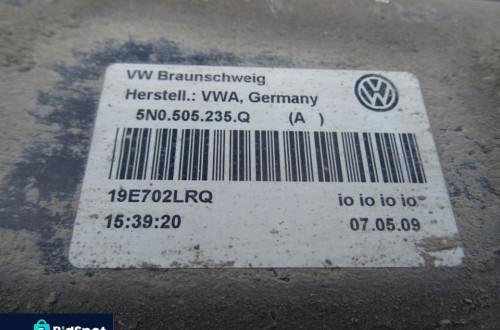 VW Braunschweig
Herstell.: VWA, Germany
5N0.505.235.Q (A )
19E702LRQ io io io io
15:39:20 07.05.09
BidSpot